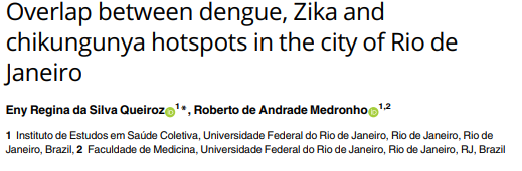 Overlap between dengue, Zika and
chikungunya hotspots in the city of Rio de
Janeiro
Eny Regina da Silva Queiroz 1*, Roberto de Andrade Medronho 1,2
1 Instituto de Estudos em Saúde Coletiva, Universidade Federal do Rio de Janeiro, Rio de Janeiro, Rio de
Janeiro, Brazil, 2 Faculdade de Medicina, Universidade Federal do Rio de Janeiro, Rio de Janeiro, RJ, Brazil